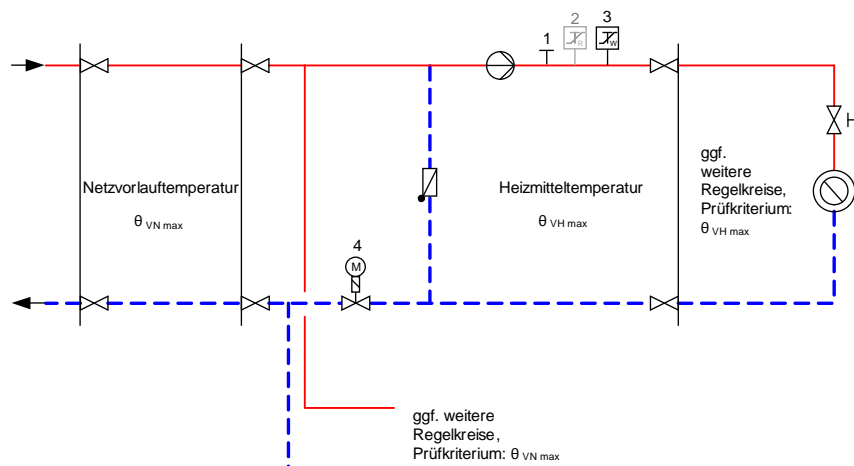 1
2
3
R
W
Netzvorlauftemperatur
θ VN max
Heizmitteltemperatur
θ VH max
ggf.
weitere
Regelkreise,
Prüfkriterium:
θ VH max
4
M
ggf. weitere
Regelkreise,
Prüfkriterium: θ VN max